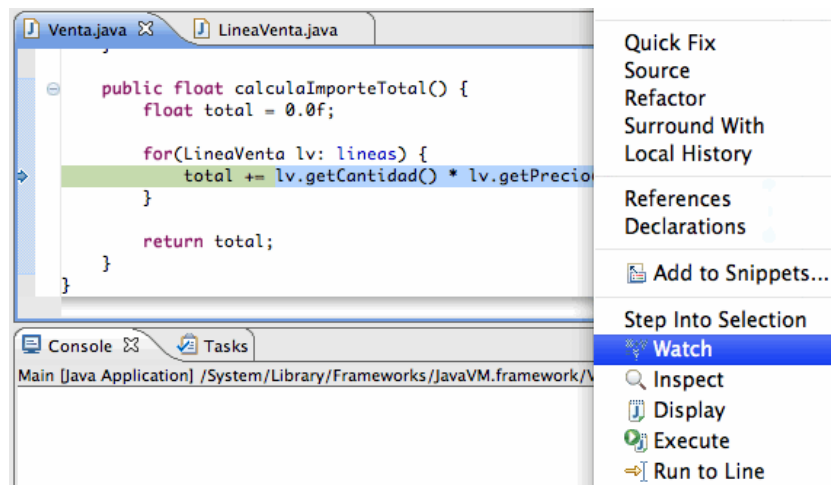 Venta.java
LineaVenta.java
}
public float calculaImporteTotal() {
float total = 0.0f;
for(LineaVenta lv: lineas) {
total += lv.getCantidad() * lv.getPrecio
}
return total;
}
}
Console
Tasks
Main [Java Application] /System/Library/Frameworks/JavaVM.framework/V
Quick Fix
Source
Refactor
Surround With
Local History
References
Declarations
Add to Snippets...
Step Into Selection
Watch
Inspect
Display
Execute
Run to Line